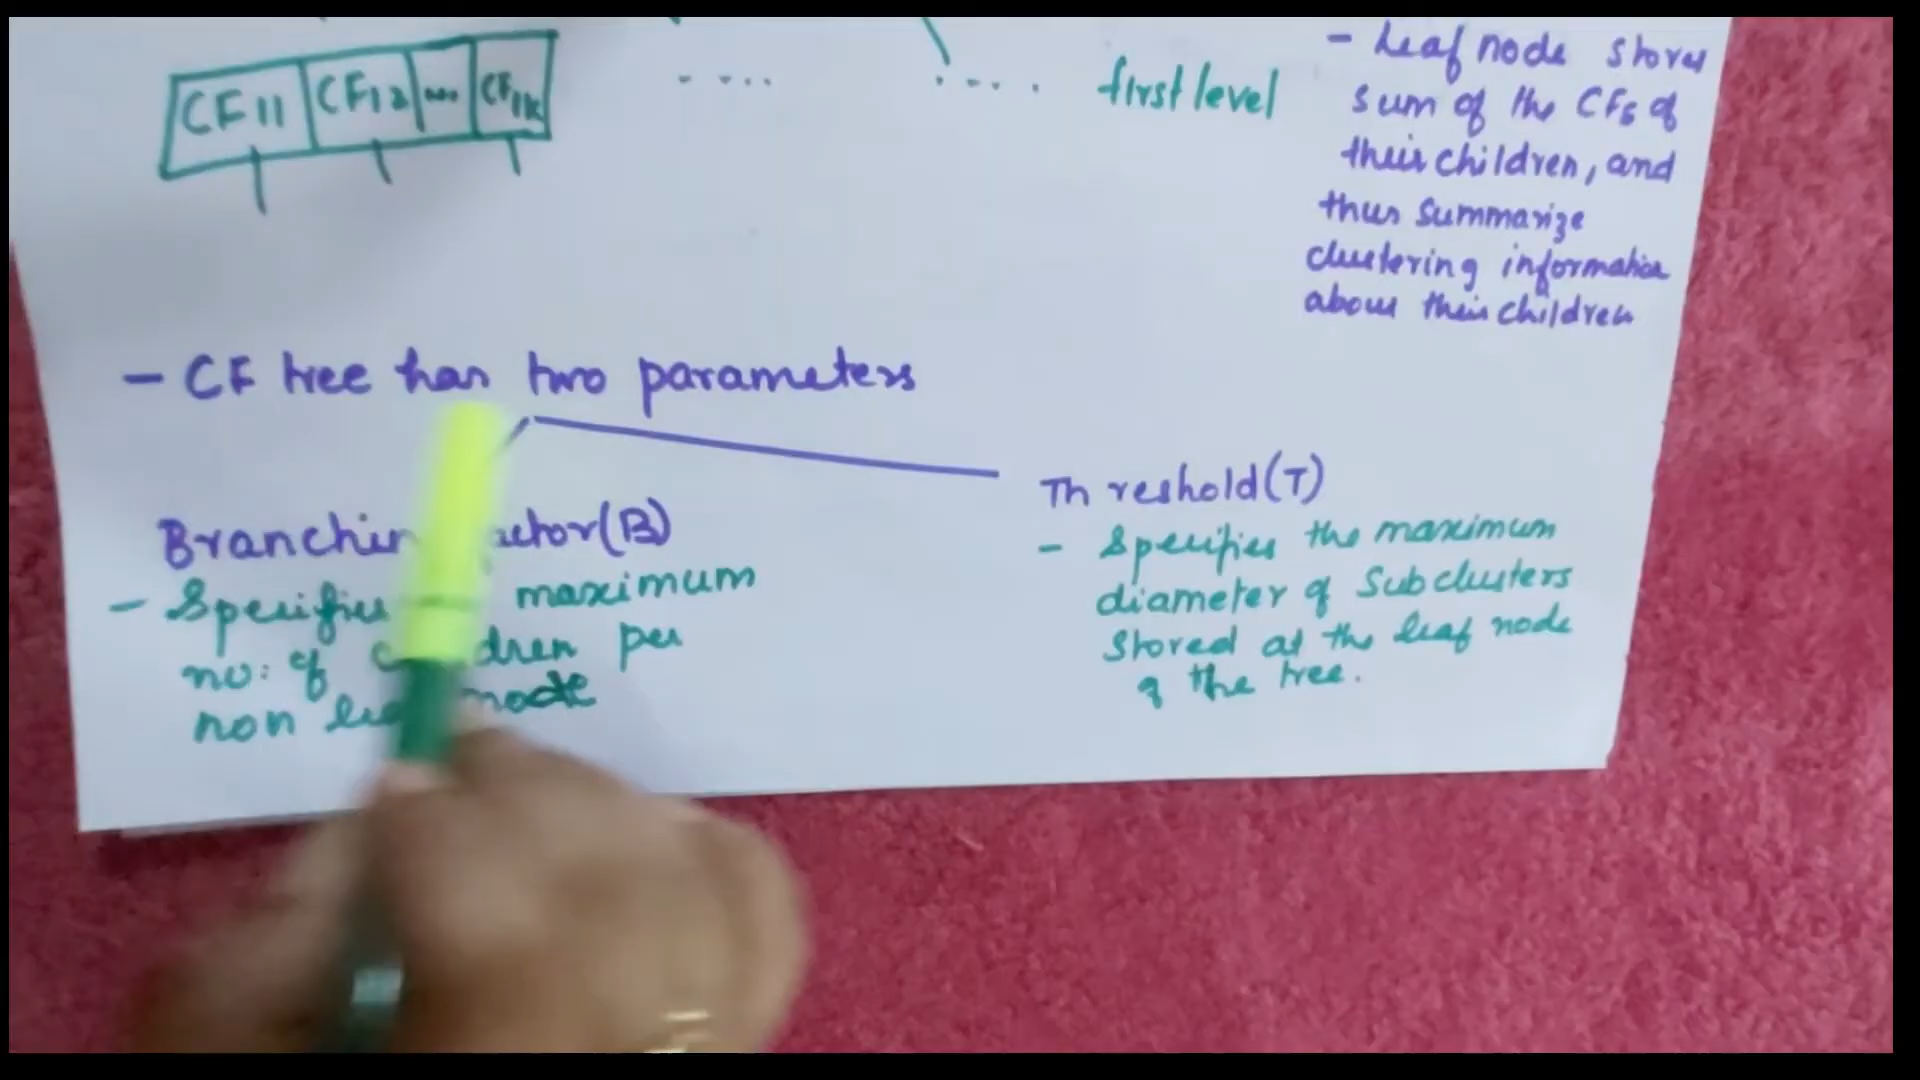 CF11 CF12 .... CF1K
first level
- Leaf node stores
sum of the CFs of
their children, and
thus summarize
clustering information
about their children
- CF tree has two parameters
Branchin actor(B)
- Specifies maximum
no: of dren per
non node
Threshold(T)
- Specifies the maximum
diameter of Subclusters
Stored at the leaf node
of the tree.